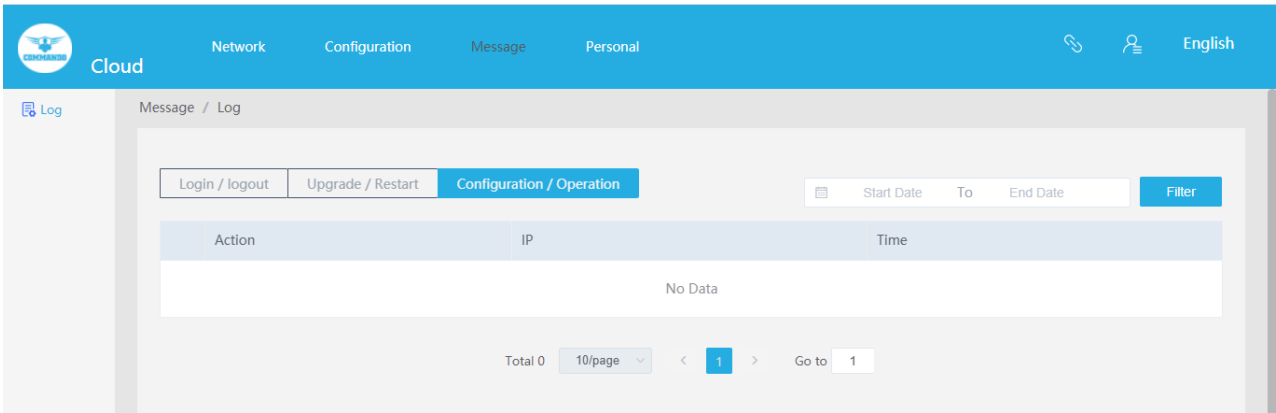 COMMANDO
Cloud
Network Configuration Message Personal English
Log
Message / Log
Login / logout Upgrade / Restart Configuration / Operation
Start Date To End Date Filter
Action IP Time
No Data
Total 0 10/page < 1 > Go to 1